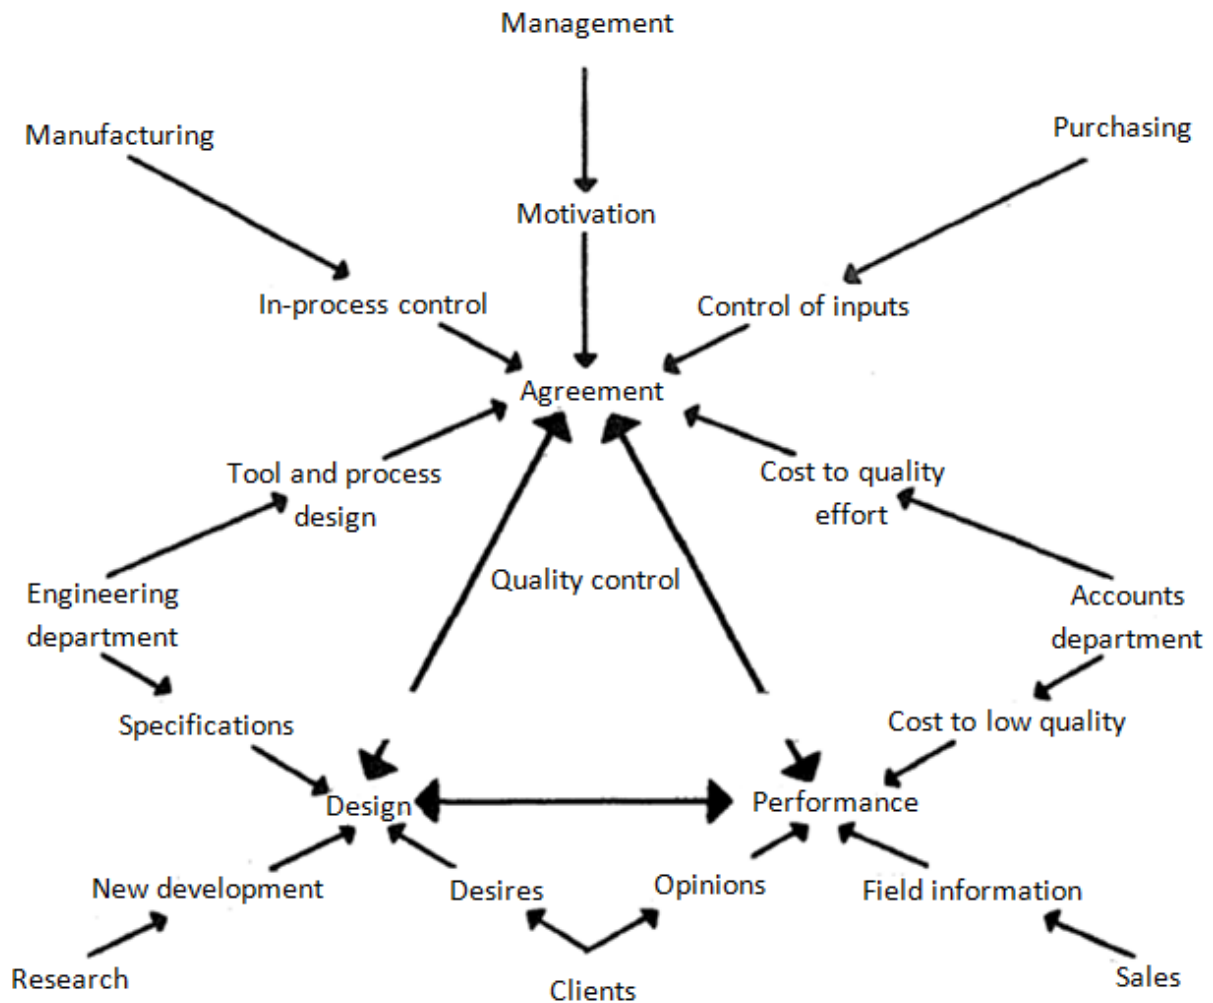 Management
Manufacturing
Purchasing
Motivation
In-process control
Control of inputs
Agreement
Tool and process
design
Cost to quality
effort
Quality control
Engineering
department
Accounts
department
Specifications
Cost to low quality
Design
Performance
New development
Desires
Opinions
Field information
Research
Clients
Sales